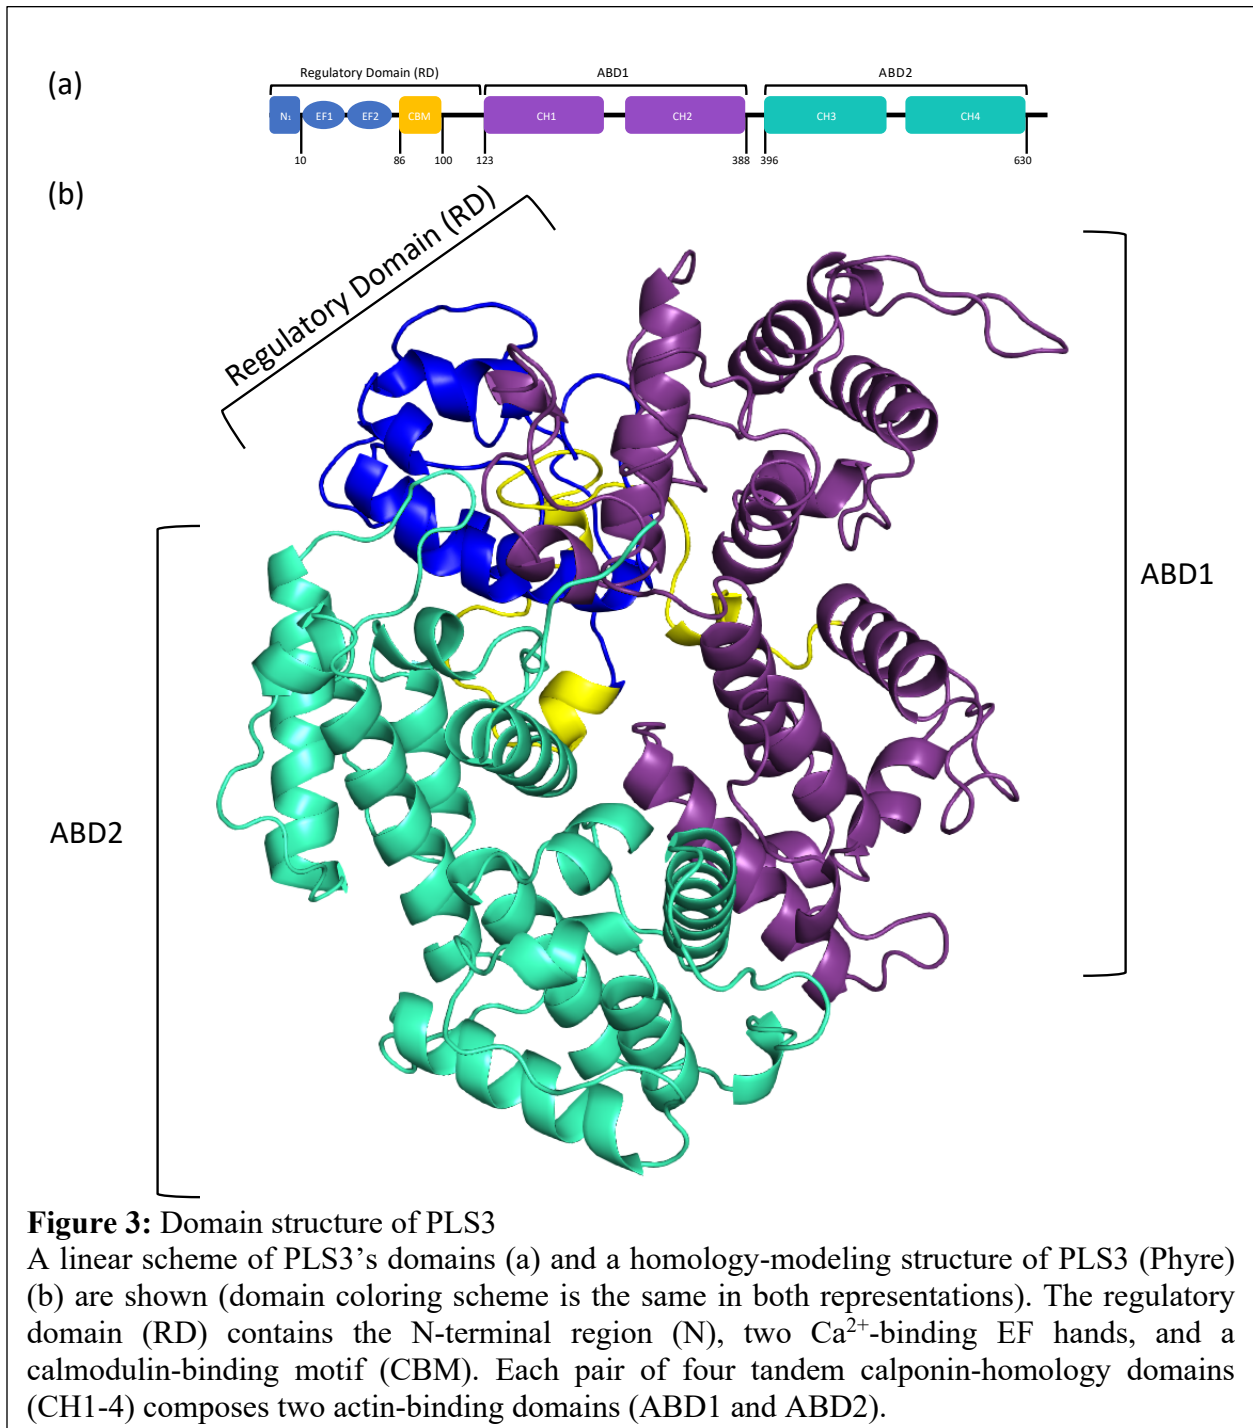 (a)
Regulatory Domain (RD) ABD1 ABD2
N₁ EF1 EF2 CBM CH1 CH2 CH3 CH4
10 86 100 123 388 396 630
(b)
Regulatory Domain (RD)
ABD1
ABD2
Figure 3: Domain structure of PLS3
A linear scheme of PLS3’s domains (a) and a homology-modeling structure of PLS3 (Phyre)
(b) are shown (domain coloring scheme is the same in both representations). The regulatory
domain (RD) contains the N-terminal region (N), two Ca²⁺-binding EF hands, and a
calmodulin-binding motif (CBM). Each pair of four tandem calponin-homology domains
(CH1-4) composes two actin-binding domains (ABD1 and ABD2).